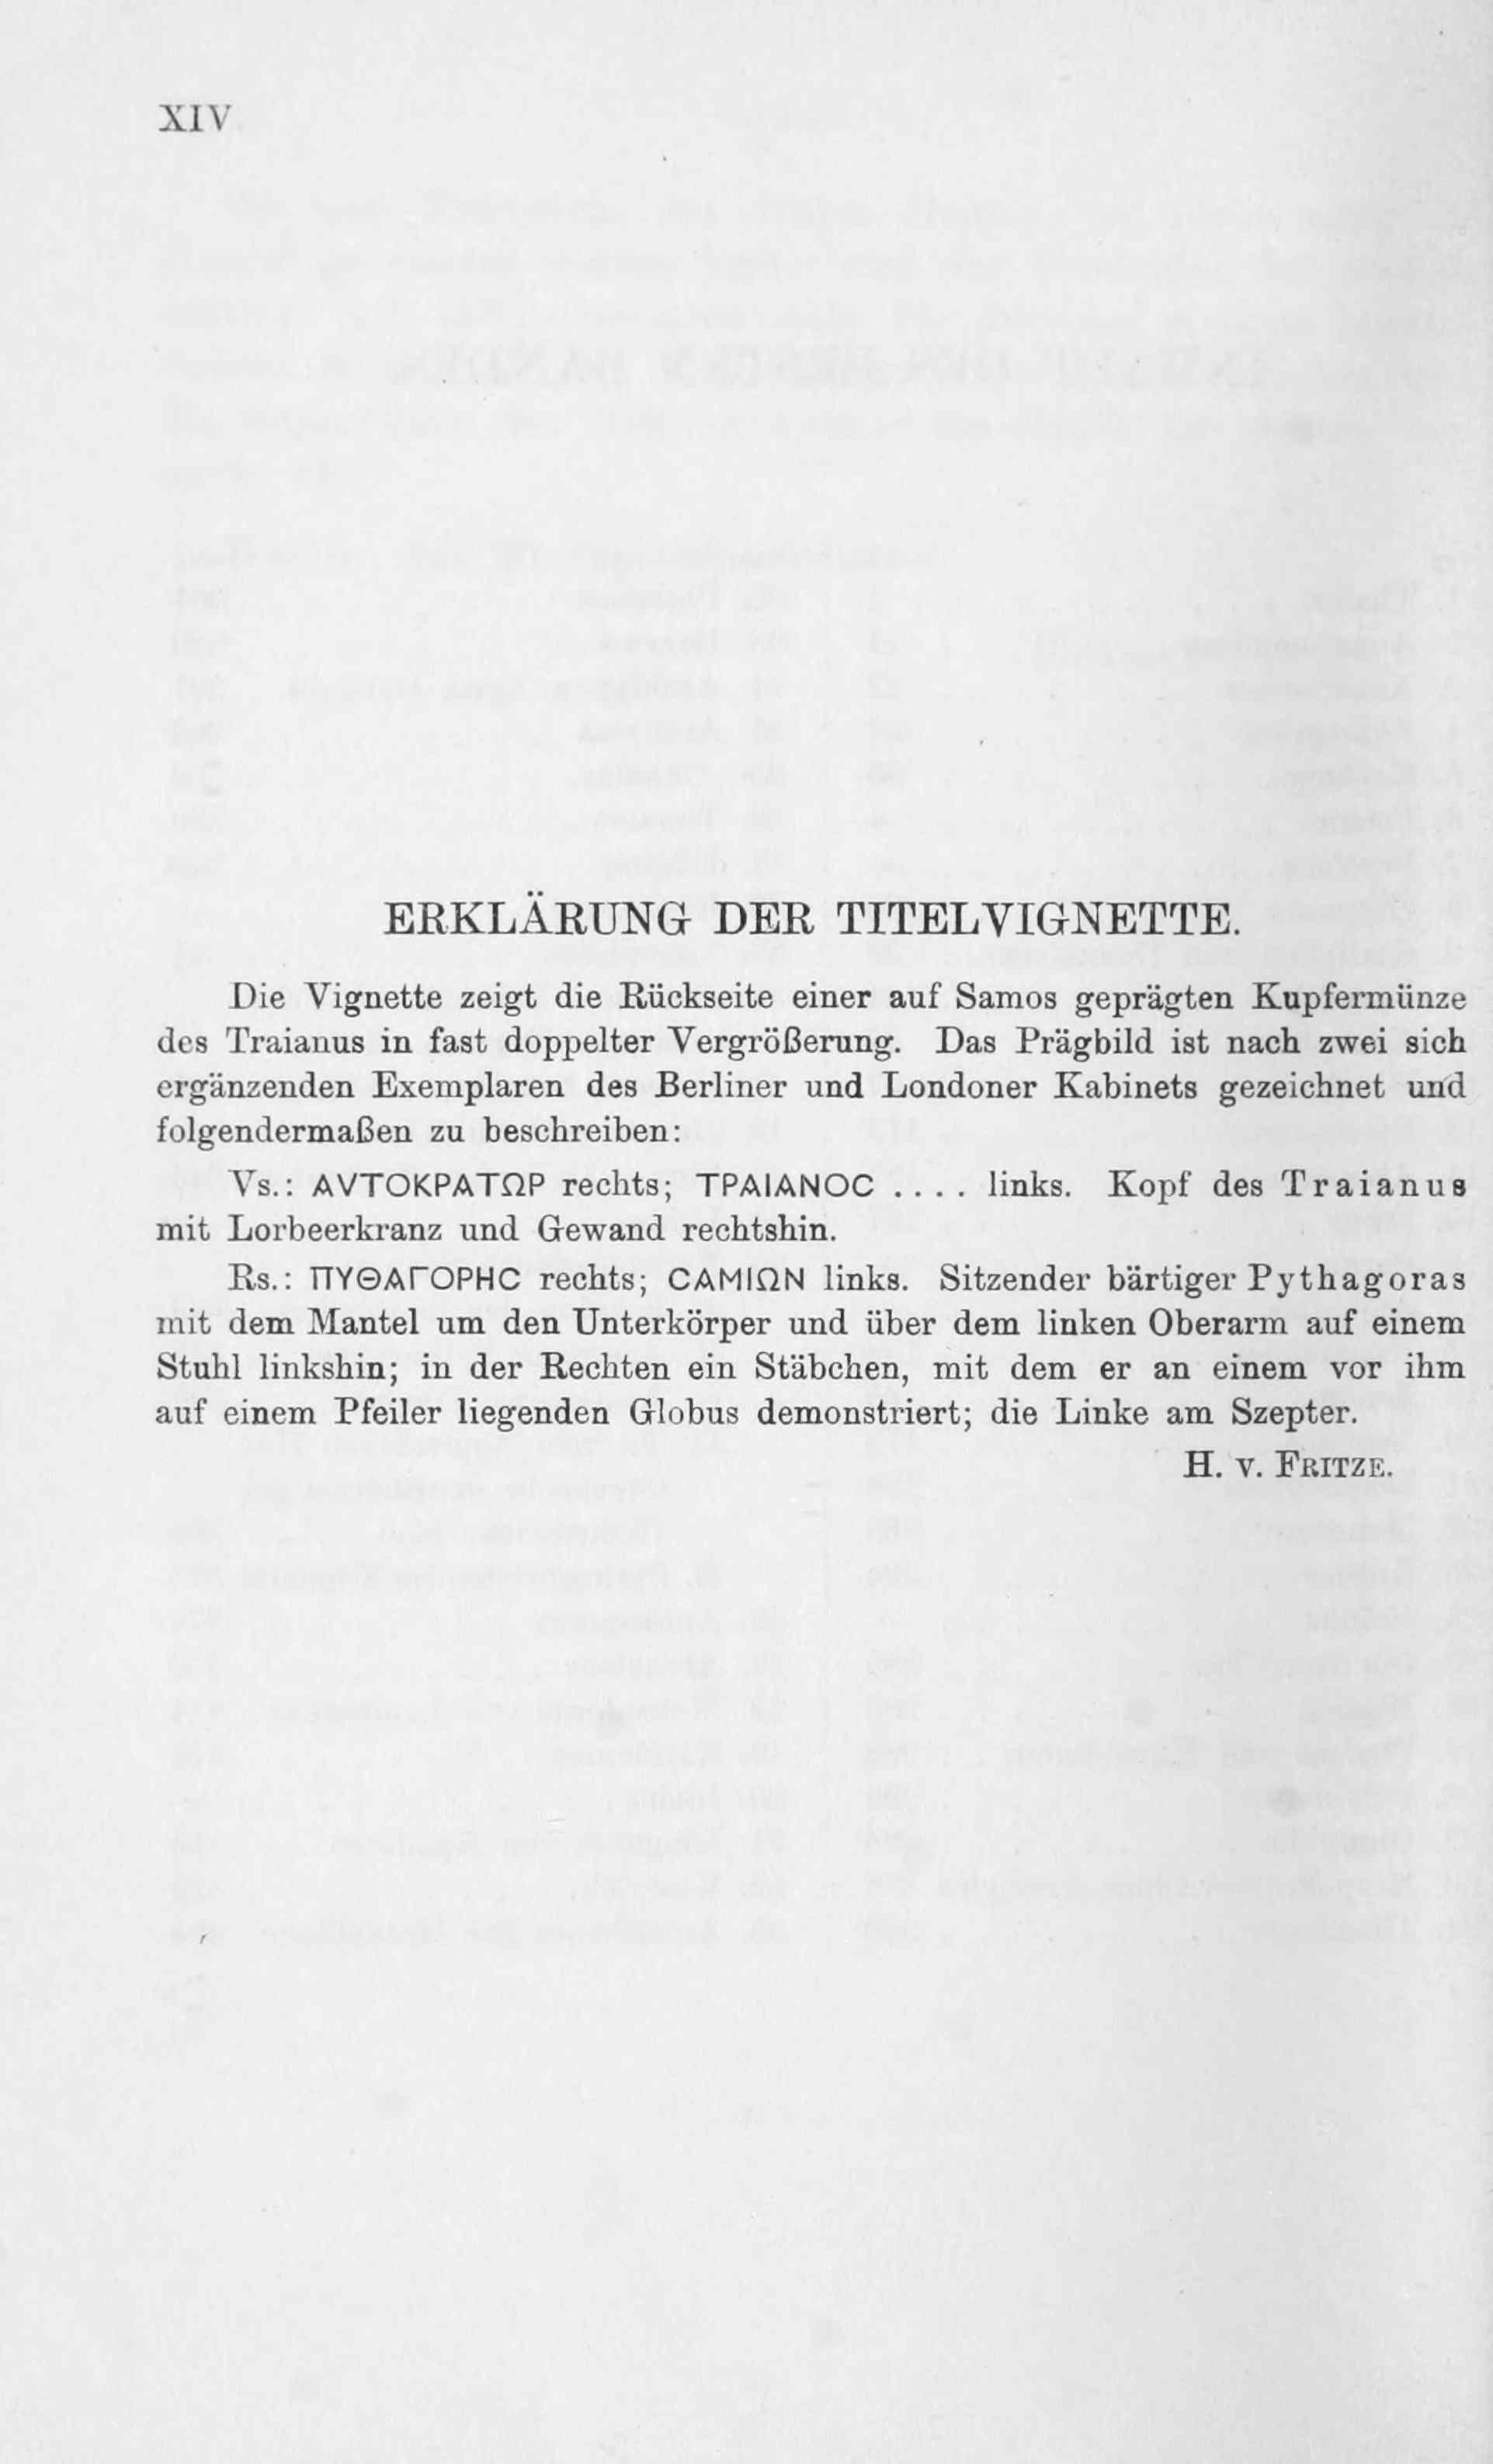 XIV
ERKLÄRUNG DER TITELVIGNETTE.
Die Vignette zeigt die Rückseite einer auf Samos geprägten Kupfermünze
des Traianus in fast doppelter Vergrößerung. Das Prägbild ist nach zwei sich
ergänzenden Exemplaren des Berliner und Londoner Kabinets gezeichnet und
folgendermaßen zu beschreiben:
Vs.: ΑVΤΟΚΡΑΤΩΡ rechts; ΤΡΑΙΑΝΟC .... links. Kopf des Traianus
mit Lorbeerkranz und Gewand rechtshin.
Rs.: ΠΥΘΑΓΟΡΗC rechts; CΑΜΙΩΝ links. Sitzender bärtiger Pythagoras
mit dem Mantel um den Unterkörper und über dem linken Oberarm auf einem
Stuhl linkshin; in der Rechten ein Stäbchen, mit dem er an einem vor ihm
auf einem Pfeiler liegenden Globus demonstriert; die Linke am Szepter.
H. v. FRITZE.